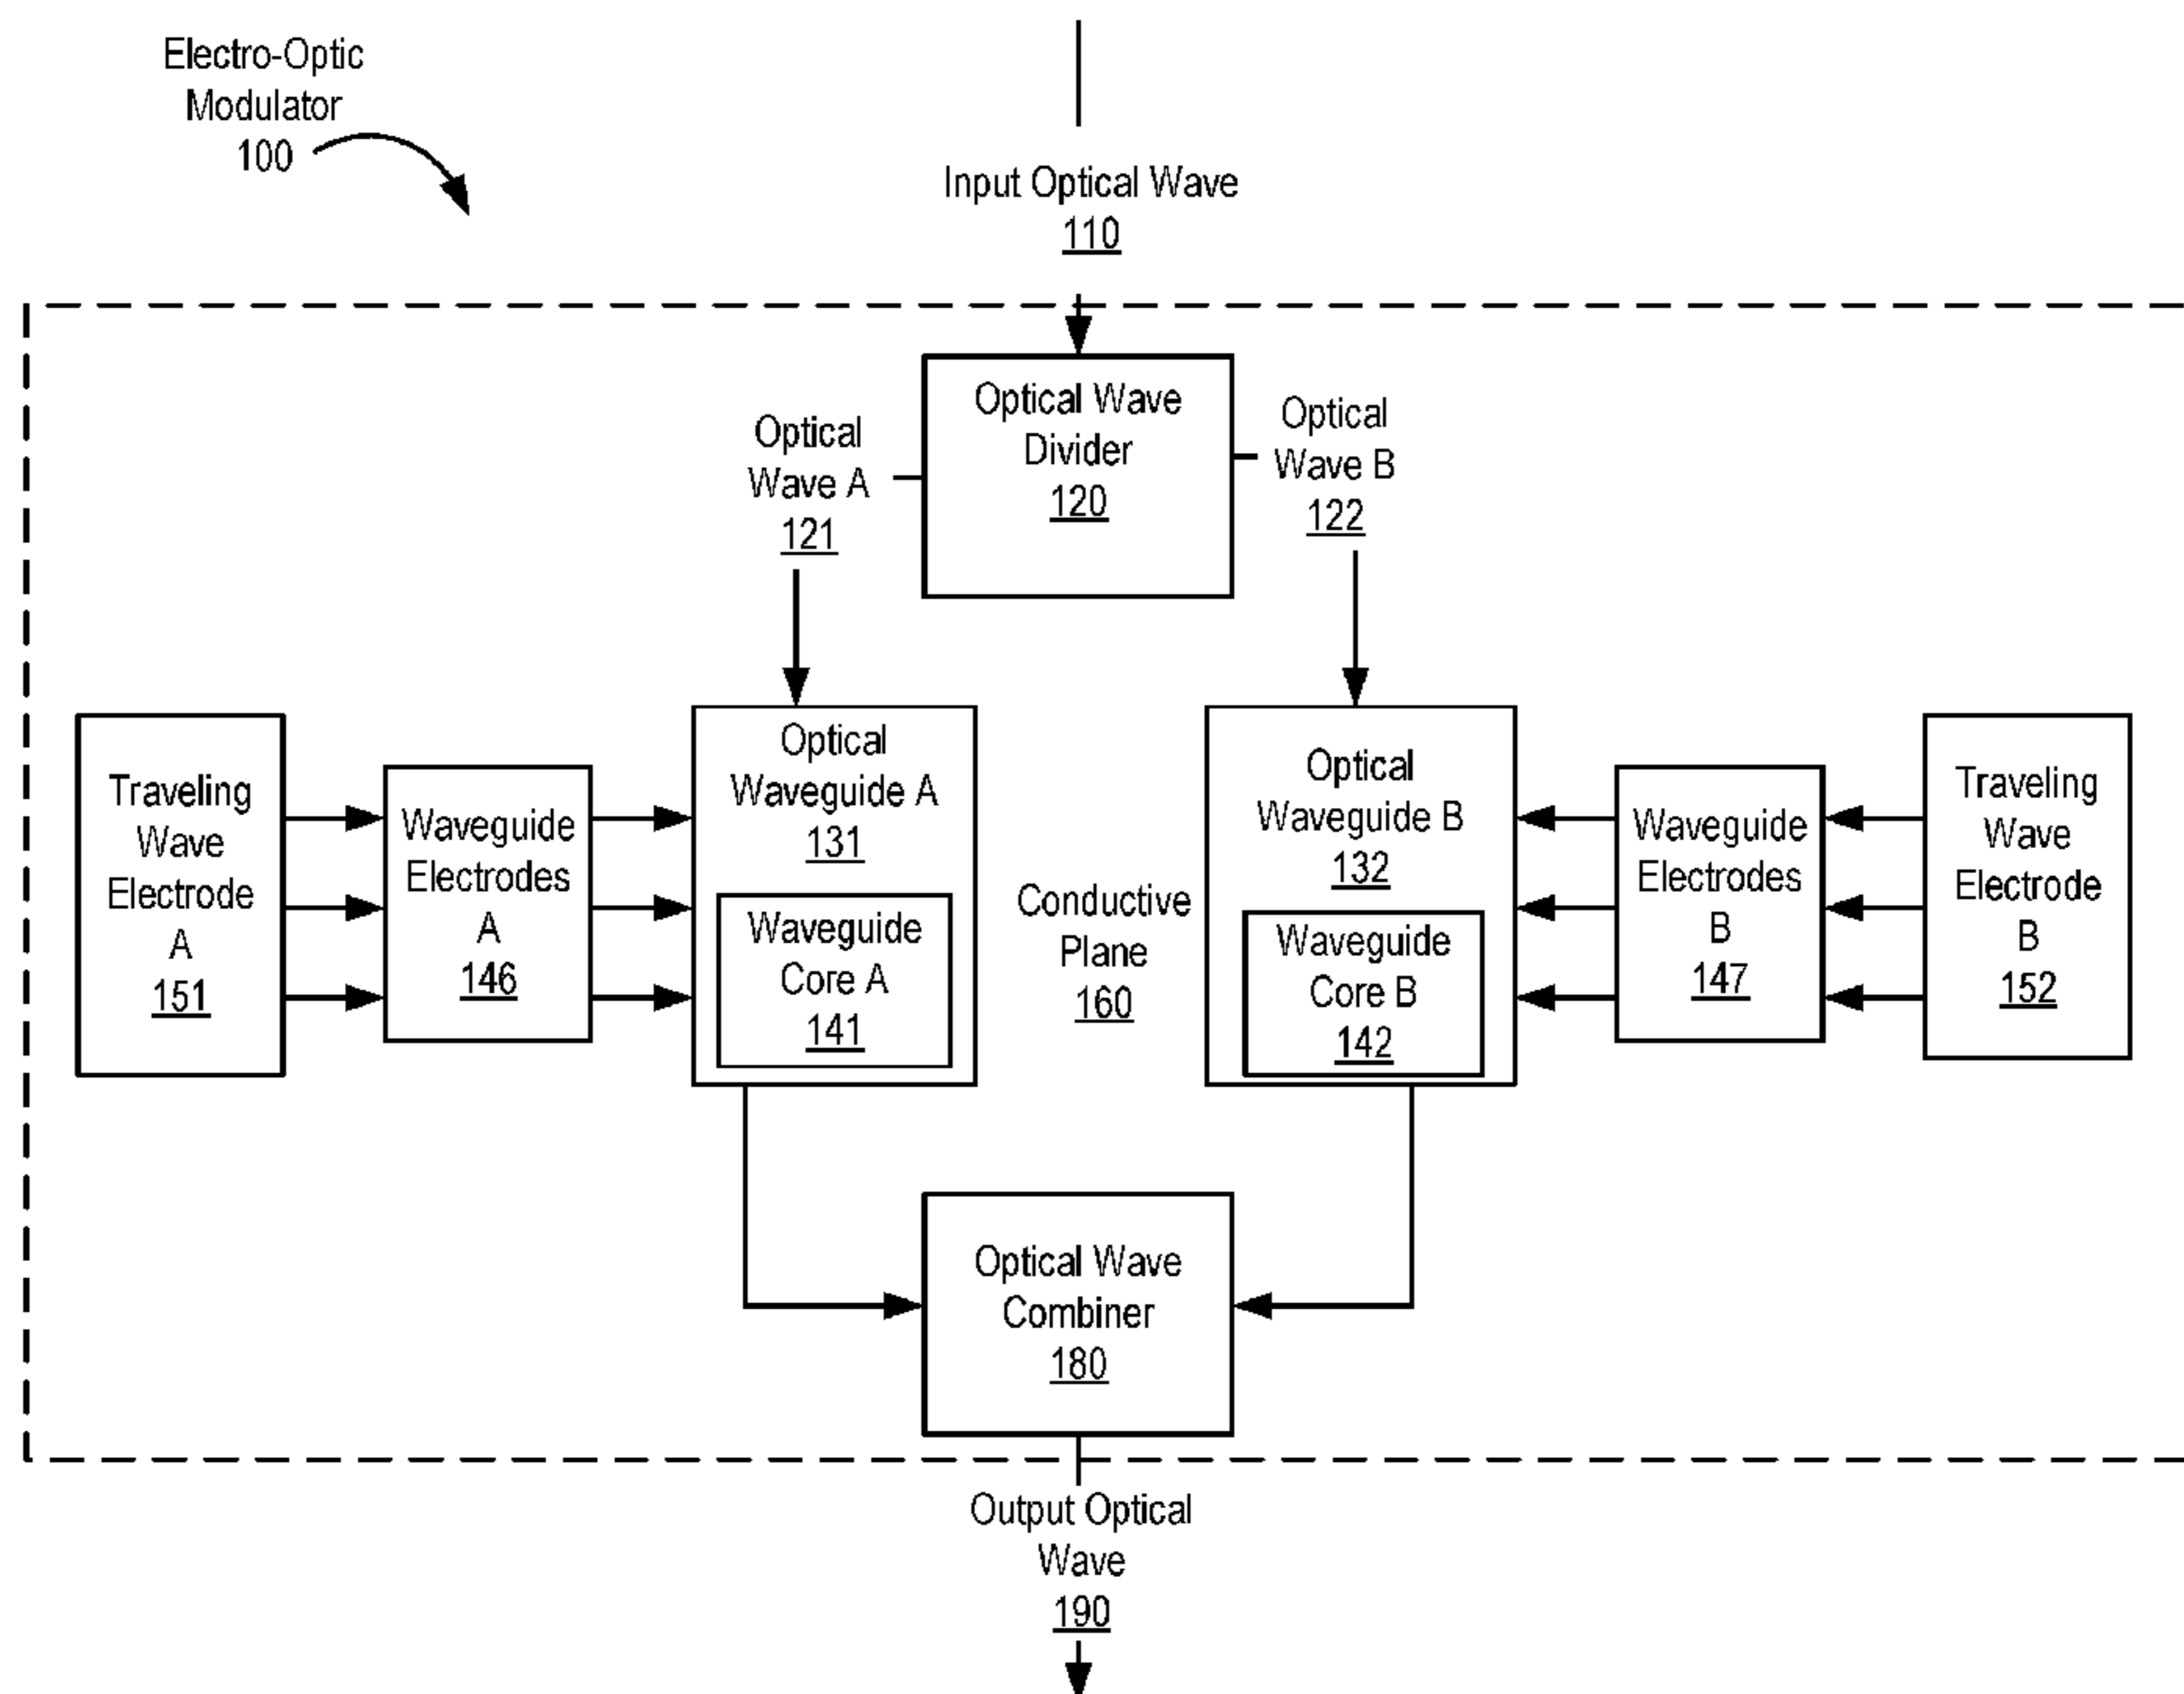 Electro-Optic
Modulator
100
Input Optical Wave
110
Optical Wave
Divider
120
Optical
Wave A
121
Optical
Wave B
122
Traveling
Wave
Electrode
A
151
Waveguide
Electrodes
A
146
Optical
Waveguide A
131
Waveguide
Core A
141
Conductive
Plane
160
Optical
Waveguide B
132
Waveguide
Core B
142
Waveguide
Electrodes
B
147
Traveling
Wave
Electrode
B
152
Optical Wave
Combiner
180
Output Optical
Wave
190